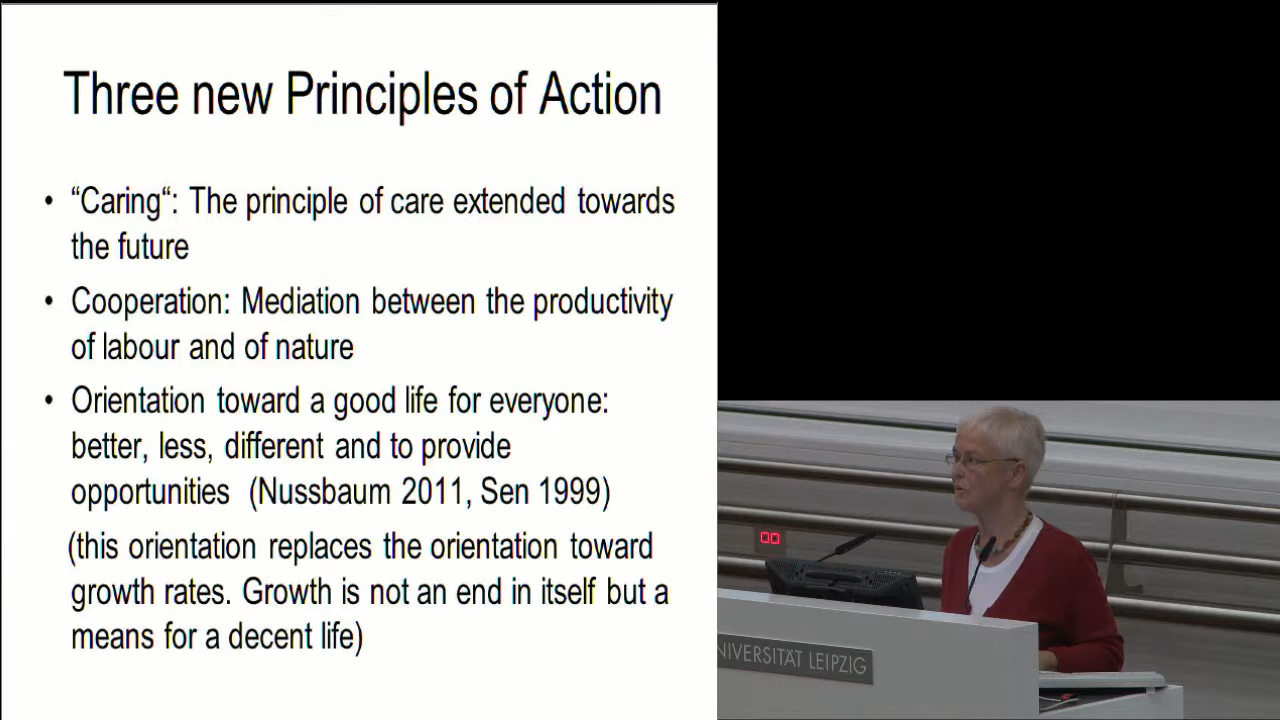 Three new Principles of Action
• “Caring“: The principle of care extended towards
the future
• Cooperation: Mediation between the productivity
of labour and of nature
• Orientation toward a good life for everyone:
better, less, different and to provide
opportunities (Nussbaum 2011, Sen 1999)
(this orientation replaces the orientation toward
growth rates. Growth is not an end in itself but a
means for a decent life)
00
NIVERSITÄT LEIPZIG